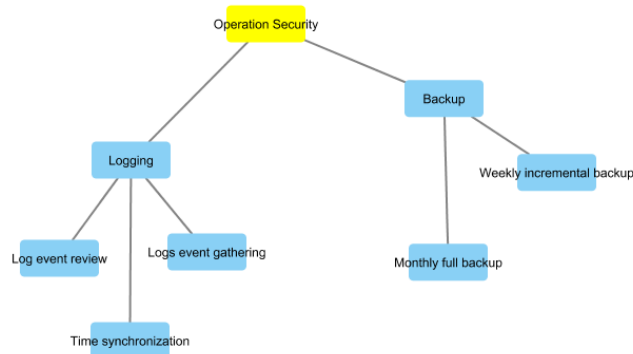 Operation Security
Backup
Logging
Weekly incremental backup
Logs event gathering
Log event review
Monthly full backup
Time synchronization